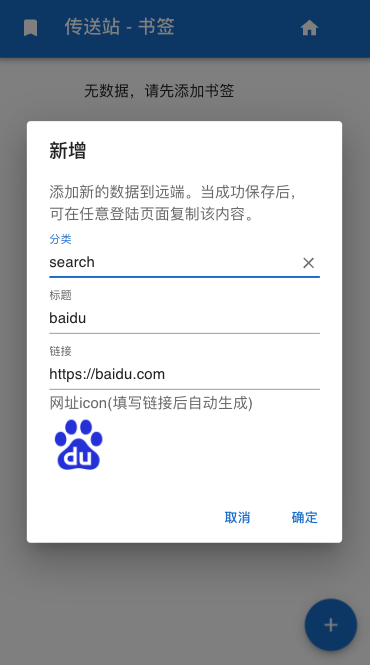 传送站 - 书签
无数据，请先添加书签
新增
添加新的数据到远端。当成功保存后，
可在任意登陆页面复制该内容。
分类
search
标题
baidu
链接
https://baidu.com
网址icon(填写链接后自动生成)
du
取消
确定